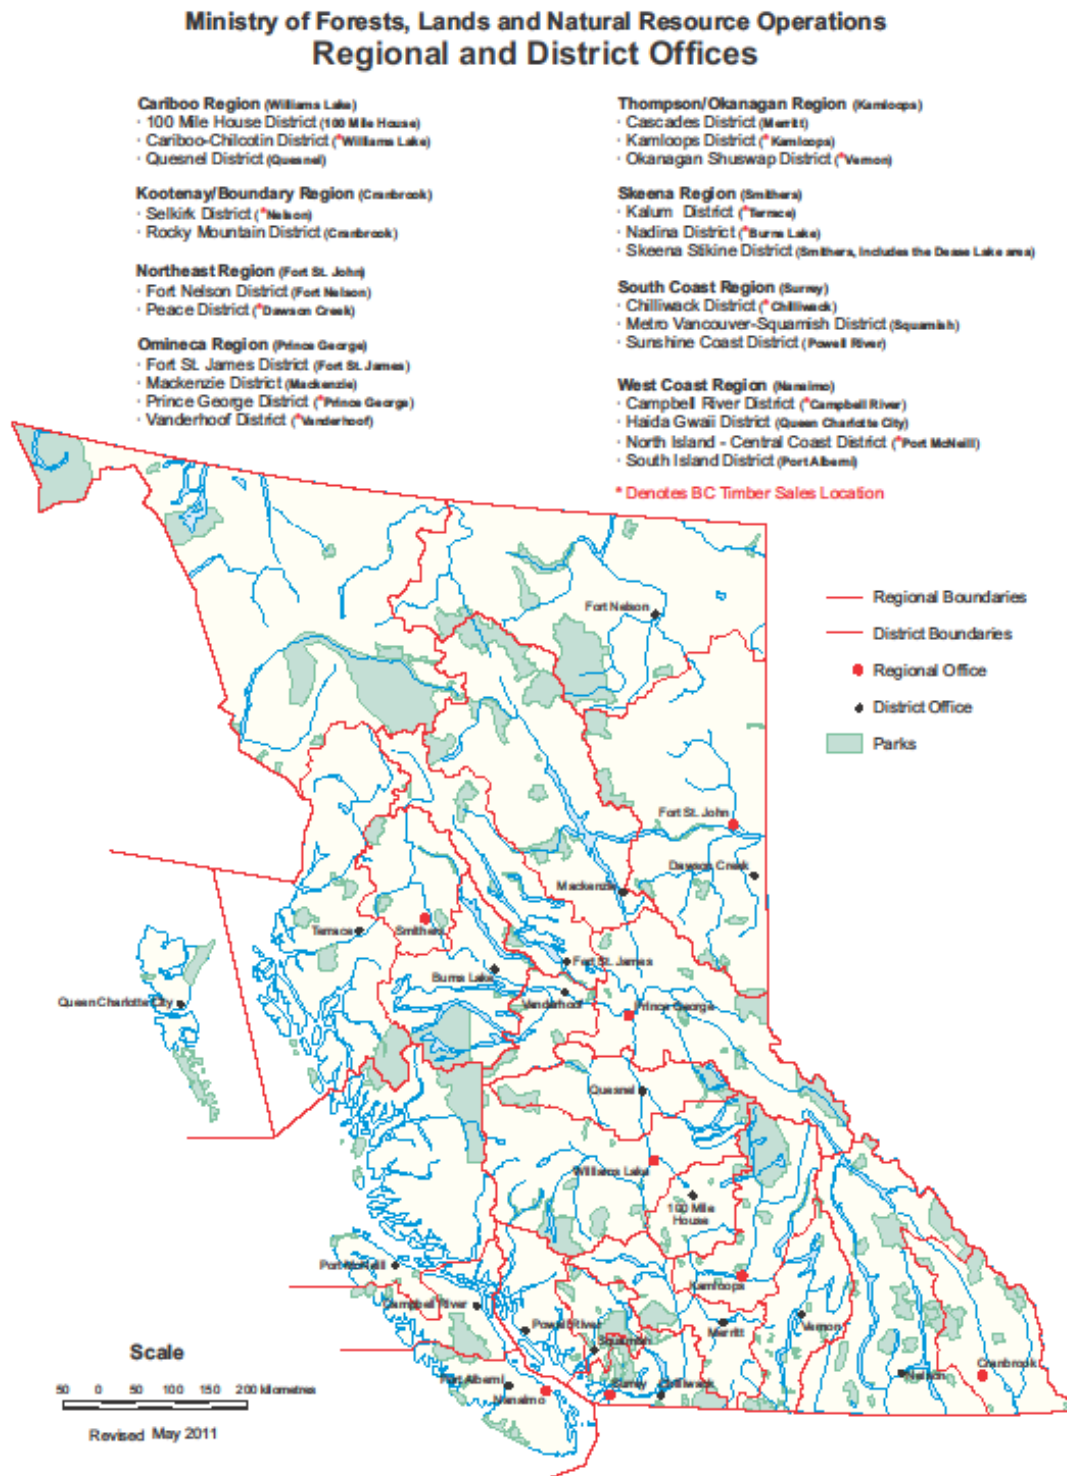 Ministry of Forests, Lands and Natural Resource Operations
Regional and District Offices
Cariboo Region (Williams Lake)
· 100 Mile House District (100 Mile House)
· Cariboo-Chilcotin District (*Williams Lake)
· Quesnel District (Quesnel)
Kootenay/Boundary Region (Cranbrook)
· Selkirk District (*Nelson)
· Rocky Mountain District (Cranbrook)
Northeast Region (Fort St. John)
· Fort Nelson District (Fort Nelson)
· Peace District (*Dawson Creek)
Omineca Region (Prince George)
· Fort St. James District (Fort St. James)
· Mackenzie District (Mackenzie)
· Prince George District (*Prince George)
· Vanderhoof District (*Vanderhoof)
Thompson/Okanagan Region (Kamloops)
· Cascades District (Merritt)
· Kamloops District (*Kamloops)
· Okanagan Shuswap District (*Vernon)
Skeena Region (Smithers)
· Kalum District (*Terrace)
· Nadina District (*Burns Lake)
· Skeena Stikine District (Smithers, Includes the Dease Lake area)
South Coast Region (Surrey)
· Chilliwack District (*Chilliwack)
· Metro Vancouver-Squamish District (Squamish)
· Sunshine Coast District (Powell River)
West Coast Region (Nanaimo)
· Campbell River District (*Campbell River)
· Haida Gwaii District (Queen Charlotte City)
· North Island - Central Coast District (*Port McNeill)
· South Island District (Port Alberni)
* Denotes BC Timber Sales Location
Regional Boundaries
District Boundaries
Regional Office
District Office
Parks
Fort Nelson
Fort St. John
Dawson Creek
Mackenzie
Terrace
Smithers
Fort St. James
Burns Lake
Vanderhoof
Queen Charlotte City
Prince George
Quesnel
Williams Lake
100 Mile
House
Port McNeill
Kamloops
Campbell River
Powell River
Merritt
Vernon
Squamish
Cranbrook
Nelson
Port Alberni
Surrey
Chilliwack
Nanaimo
Scale
50 0 50 100 150 200 kilometres
Revised May 2011